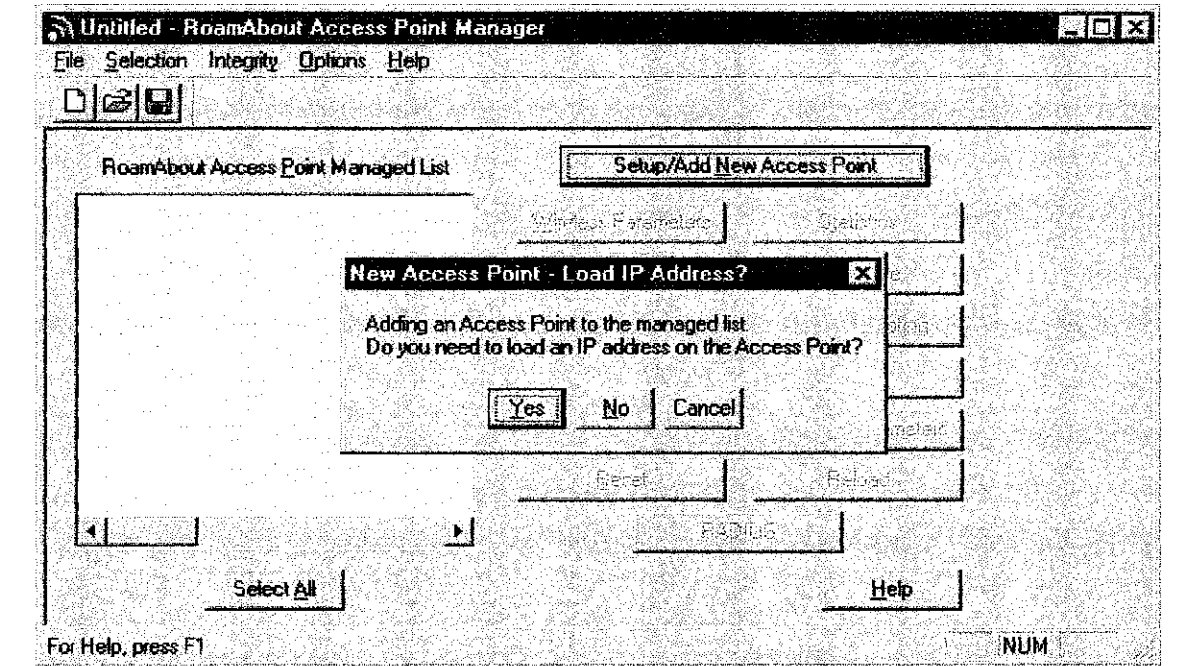 Untitled - RoamAbout Access Point Manager
File Selection Integrity Options Help
RoamAbout Access Point Managed List
Setup/Add New Access Point
Wireless Parameters
Statistics
New Access Point - Load IP Address?
Adding an Access Point to the managed list.
Do you need to load an IP address on the Access Point?
Yes No Cancel
Reset
Reload
RADIUS
Select All
Help
For Help, press F1
NUM